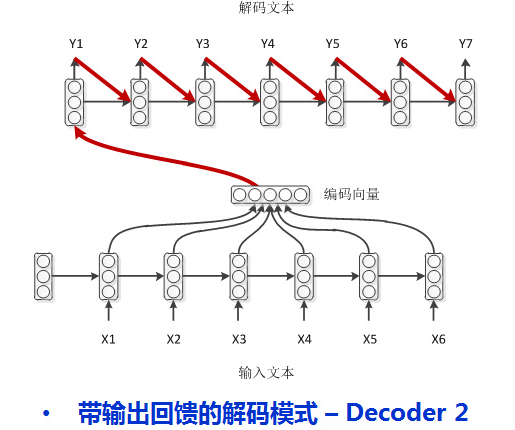 解码文本
Y1 Y2 Y3 Y4 Y5 Y6 Y7
编码向量
X1 X2 X3 X4 X5 X6
输入文本
• 带输出回馈的解码模式 – Decoder 2